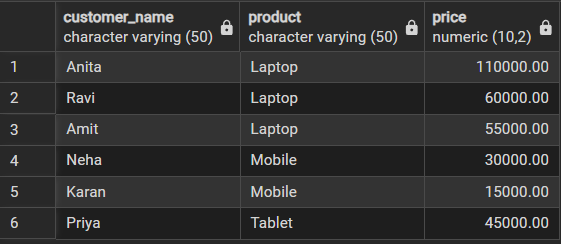 customer_name product price
character varying (50) character varying (50) numeric (10,2)
1 Anita Laptop 110000.00
2 Ravi Laptop 60000.00
3 Amit Laptop 55000.00
4 Neha Mobile 30000.00
5 Karan Mobile 15000.00
6 Priya Tablet 45000.00